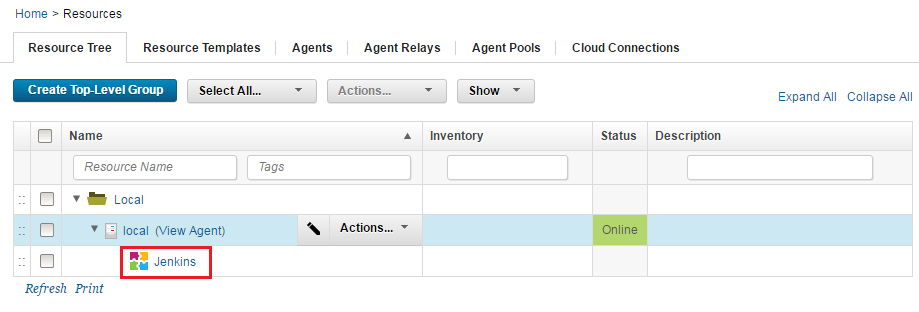 Home > Resources
Resource Tree Resource Templates Agents Agent Relays Agent Pools Cloud Connections
Create Top-Level Group Select All... Actions... Show Expand All Collapse All
Name Inventory Status Description
Resource Name Tags
Local
local (View Agent) Actions... Online
Jenkins
Refresh Print